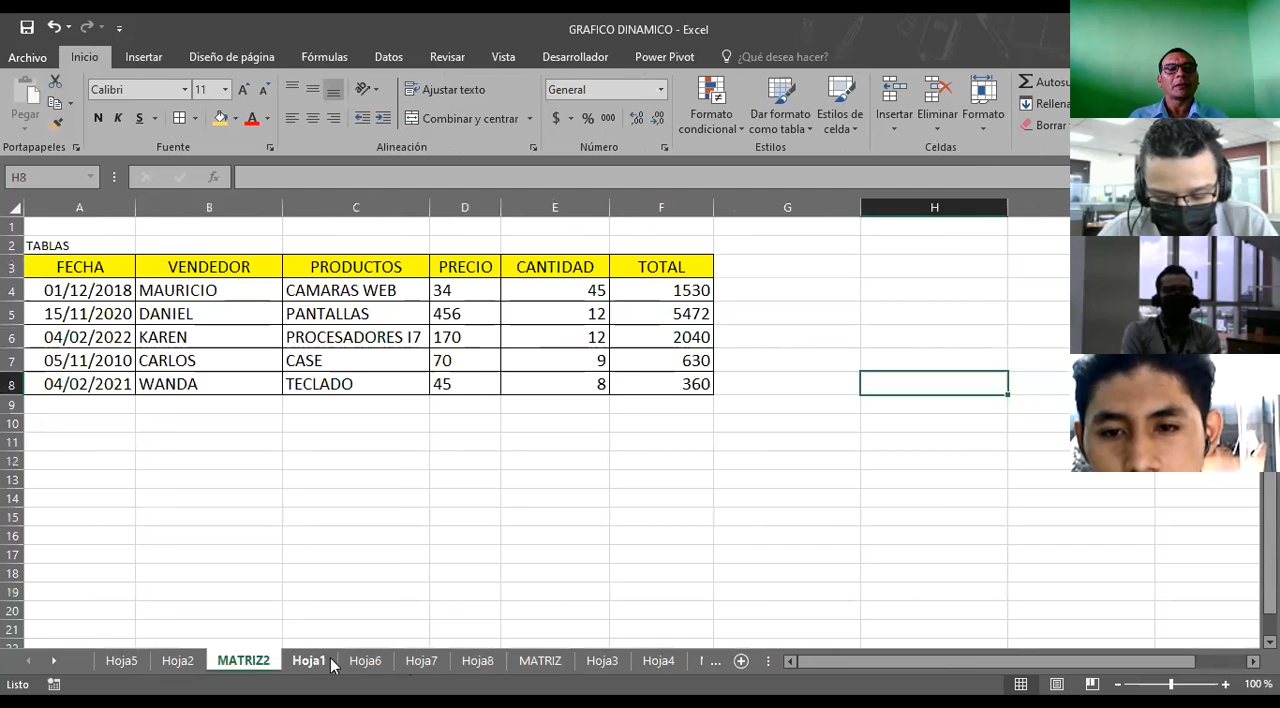 GRAFICO DINAMICO - Excel
Archivo Inicio Insertar Diseño de página Fórmulas Datos Revisar Vista Desarrollador Power Pivot ¿Qué desea hacer?
Pegar
Calibri 11
N K S
Ajustar texto
Combinar y centrar
General
$ % 000
Formato condicional
Dar formato como tabla
Estilos de celda
Insertar Eliminar Formato
Autosu
Rellena
Borrar
Portapapeles Fuente Alineación Número Estilos Celdas
H8 fx
A B C D E F G H
1
2 TABLAS
3 FECHA VENDEDOR PRODUCTOS PRECIO CANTIDAD TOTAL
4 01/12/2018 MAURICIO CAMARAS WEB 34 45 1530
5 15/11/2020 DANIEL PANTALLAS 456 12 5472
6 04/02/2022 KAREN PROCESADORES I7 170 12 2040
7 05/11/2010 CARLOS CASE 70 9 630
8 04/02/2021 WANDA TECLADO 45 8 360
9
10
11
12
13
14
15
16
17
18
19
20
21
Hoja5 Hoja2 MATRIZ2 Hoja1 Hoja6 Hoja7 Hoja8 MATRIZ Hoja3 Hoja4 ...
Listo 100 %